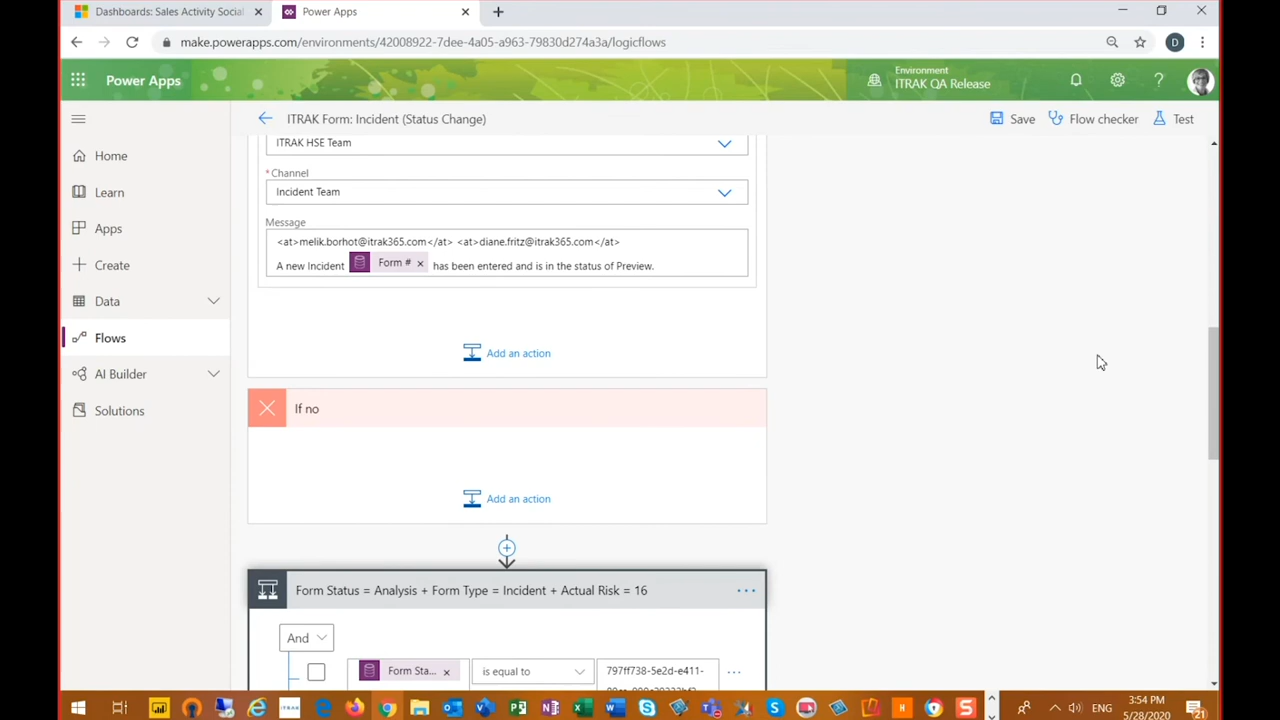 Dashboards: Sales Activity Social
Power Apps
make.powerapps.com/environments/42008922-7dee-4a05-a963-79830d274a3a/logicflows
D
Power Apps
Environment
ITRAK QA Release
ITRAK Form: Incident (Status Change)
Save
Flow checker
Test
Home
Learn
Apps
Create
Data
Flows
AI Builder
Solutions
ITRAK HSE Team
* Channel
Incident Team
Message
<at>melik.borhot@itrak365.com</at> <at>diane.fritz@itrak365.com</at>
A new Incident Form # × has been entered and is in the status of Preview.
Add an action
If no
Add an action
Form Status = Analysis + Form Type = Incident + Actual Risk = 16
And
Form Sta... × is equal to 797ff738-5e2d-e411-
ENG
3:54 PM
5/28/2020
21